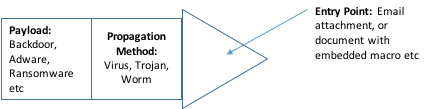 Payload:
Backdoor,
Adware,
Ransomware
etc
Propagation
Method:
Virus, Trojan,
Worm
Entry Point: Email
attachment, or
document with
embedded macro etc